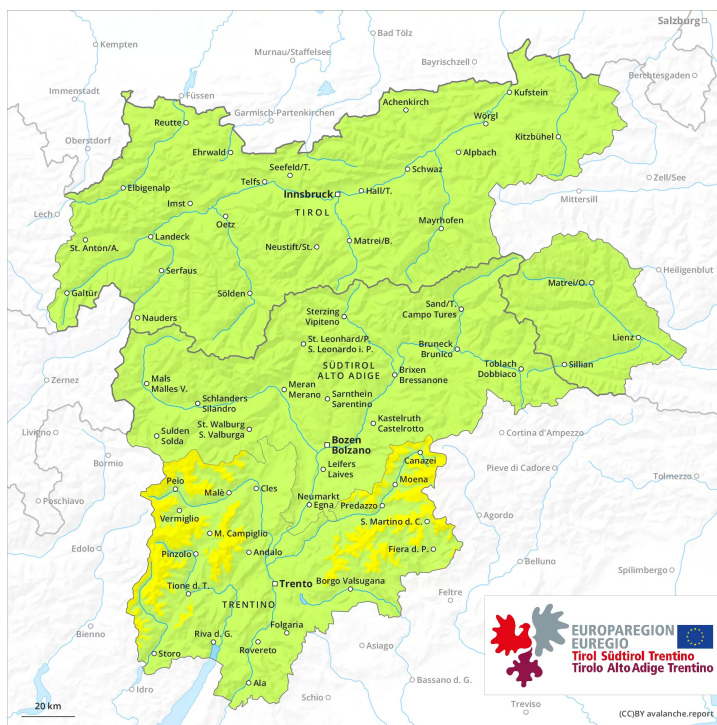 Salzburg
Kempten
Bad Tölz
Murnau/Staffelsee
Bayrischzell
Berchtesgaden
Immenstadt
Füssen
Garmisch-Partenkirchen
Achenkirch
Kufstein
Oberstdorf
Reutte
Wörgl
Kitzbühel
Ehrwald
Seefeld/T.
Schwaz
Alpbach
Zell/See
Elbigenalp
Telfs
Innsbruck
Hall/T.
Mittersill
Lech
Imst
TIROL
Mayrhofen
St. Anton/A.
Landeck
Oetz
Neustift/St.
Matrei/B.
Serfaus
Heiligenblut
Galtür
Sölden
Matrei/O.
Nauders
Sterzing
Vipiteno
Sand/T.
Campo Tures
Lienz
St. Leonhard/P.
S. Leonardo i. P.
Bruneck
Brunico
SÜDTIROL
ALTO ADIGE
Brixen
Bressanone
Toblach
Dobbiaco
Sillian
Zernez
Mals
Malles V.
Meran
Merano
Schlanders
Silandro
Sarnthein
Sarentino
St. Walburg
S. Valburga
Kastelruth
Castelrotto
Livigno
Sulden
Solda
Bozen
Bolzano
Cortina d'Ampezzo
Bormio
Canazei
Leifers
Laives
Pieve di Cadore
Tolmezzo
Peio
Moena
Poschiavo
Malè
Cles
Neumarkt
Egna
Predazzo
Agordo
Vermiglio
S. Martino d. C.
M. Campiglio
Edolo
Pinzolo
Andalo
Fiera d. P.
Belluno
Spilimbergo
Tione d. T.
Trento
Borgo Valsugana
Feltre
TRENTINO
Bienno
Folgaria
Riva d. G.
Rovereto
Storo
Asiago
Idro
Ala
Schio
Bassano d. G.
Treviso
EUROPAREGION
EUREGIO
Tirol Südtirol Trentino
Tirolo Alto Adige Trentino
20 km
(CC)BY avalanche.report